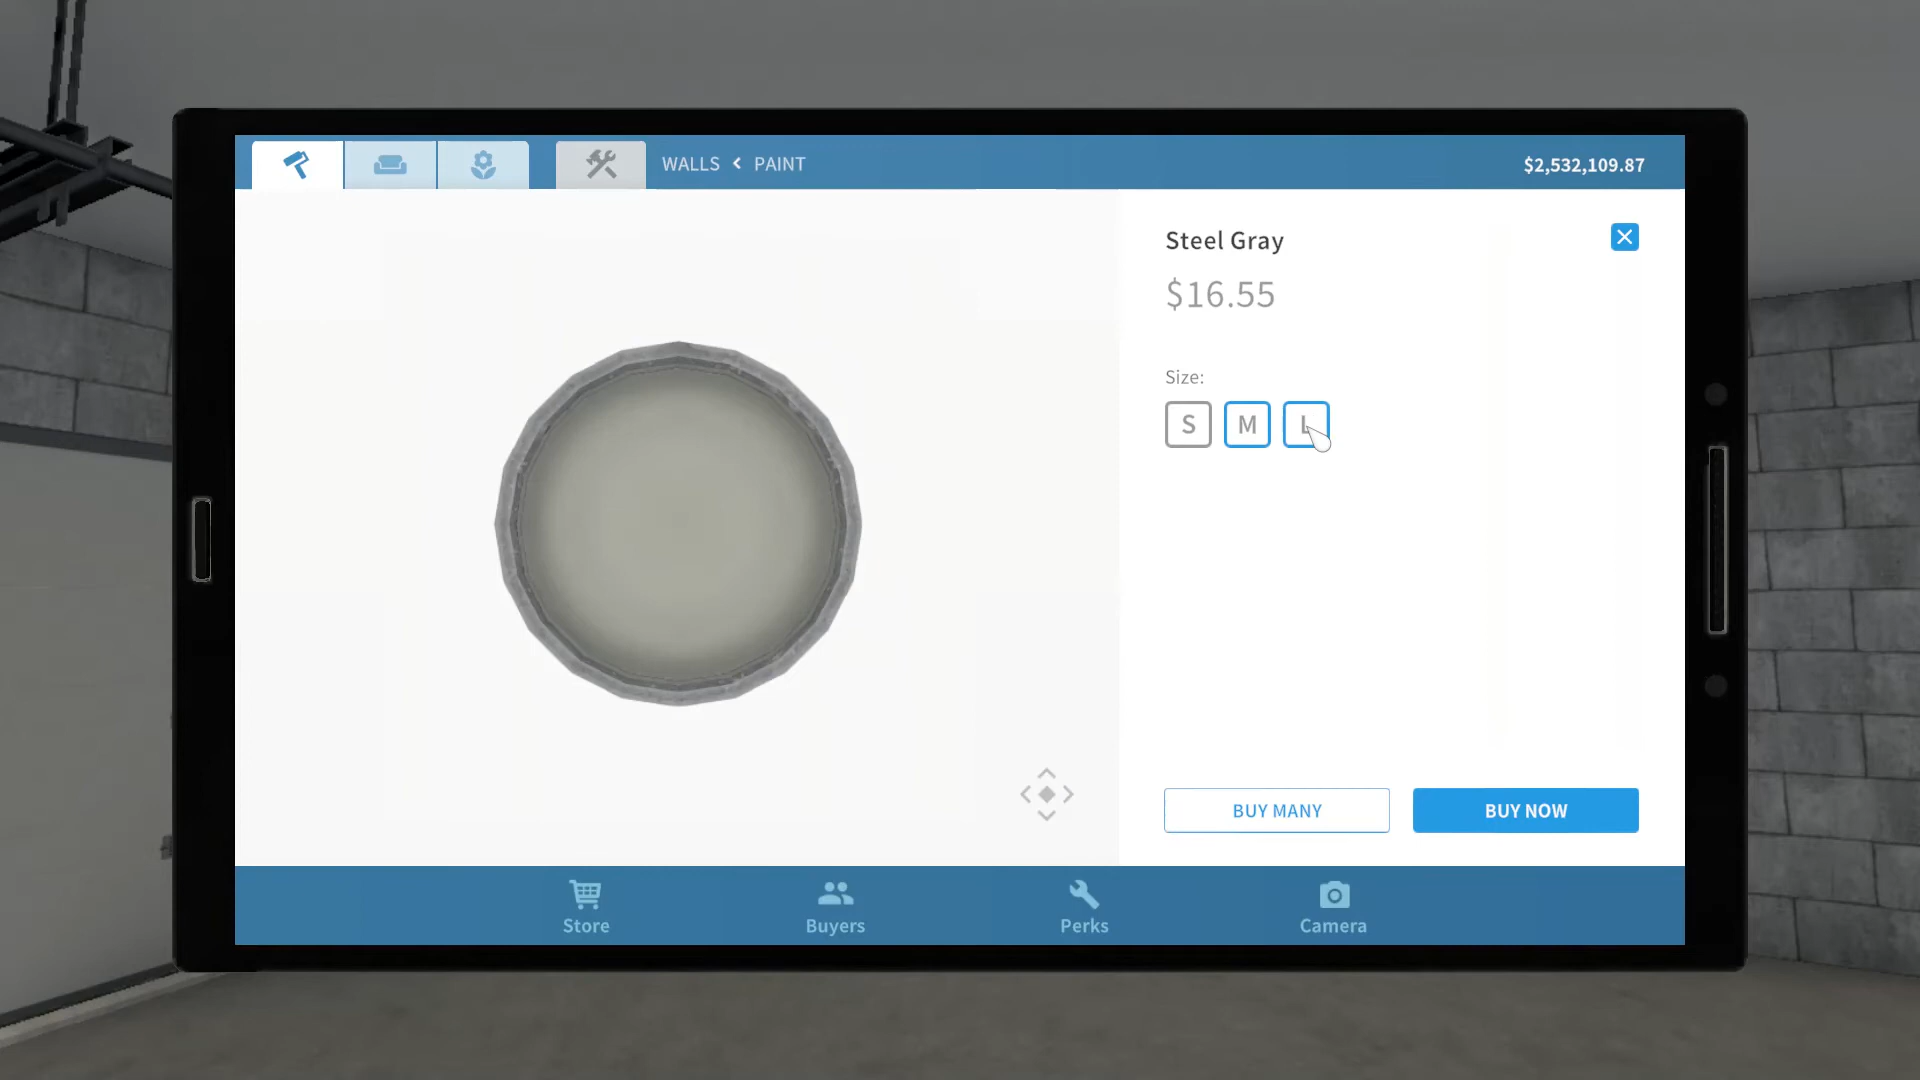 WALLS < PAINT
$2,532,109.87
Steel Gray
$16.55
Size:
S M L
BUY MANY
BUY NOW
Store
Buyers
Perks
Camera